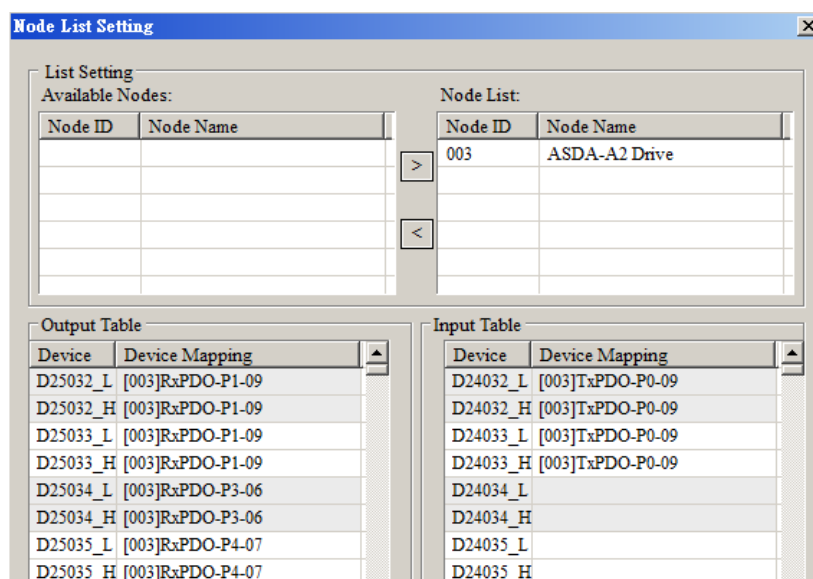 Node List Setting
List Setting
Available Nodes:
Node List:
Node ID Node Name
Node ID Node Name
003 ASDA-A2 Drive
>
<
Output Table
Input Table
Device Device Mapping
Device Device Mapping
D25032_L [003]RxPDO-P1-09
D24032_L [003]TxPDO-P0-09
D25032_H [003]RxPDO-P1-09
D24032_H [003]TxPDO-P0-09
D25033_L [003]RxPDO-P1-09
D24033_L [003]TxPDO-P0-09
D25033_H [003]RxPDO-P1-09
D24033_H [003]TxPDO-P0-09
D25034_L [003]RxPDO-P3-06
D24034_L
D25034_H [003]RxPDO-P3-06
D24034_H
D25035_L [003]RxPDO-P4-07
D24035_L
D25035_H [003]RxPDO-P4-07
D24035_H